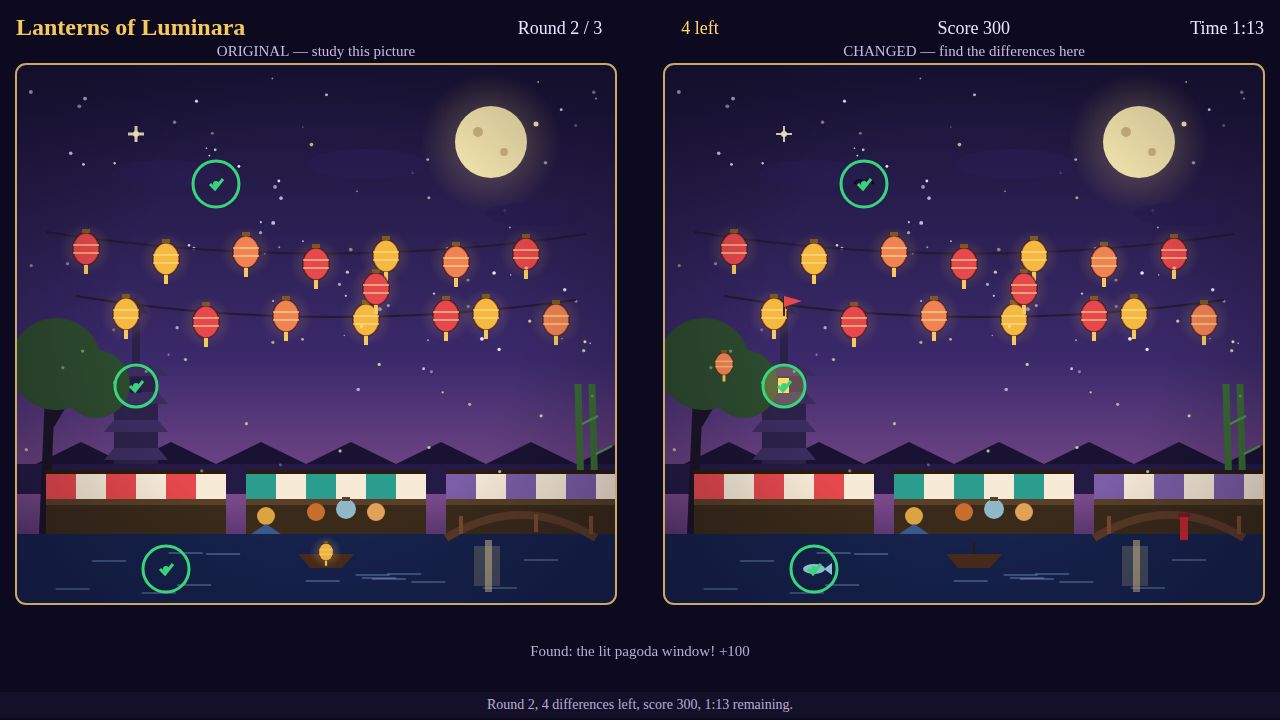 Lanterns of Luminara
Round 2 / 3
4 left
Score 300
Time 1:13
ORIGINAL — study this picture
CHANGED — find the differences here
Found: the lit pagoda window! +100
Round 2, 4 differences left, score 300, 1:13 remaining.